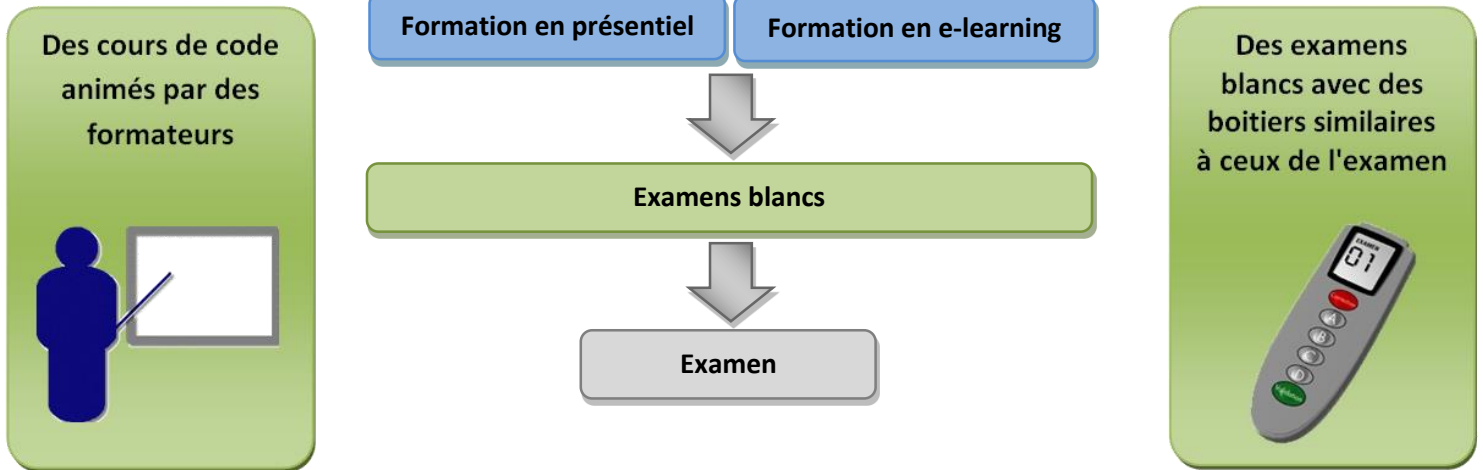 Des cours de code
animés par des
formateurs
Formation en présentiel
Formation en e-learning
Examens blancs
Examen
Des examens
blancs avec des
boitiers similaires
à ceux de l'examen
EXAMEN
01
A
B
C
D
Validation